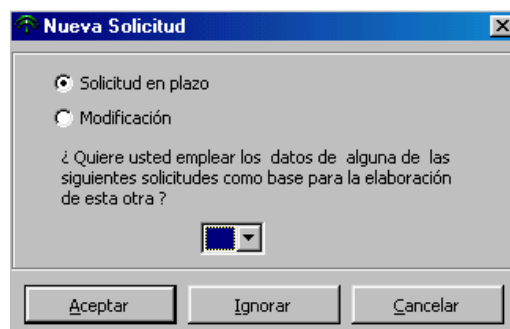 Nueva Solicitud
Solicitud en plazo
Modificación
¿ Quiere usted emplear los datos de alguna de las
siguientes solicitudes como base para la elaboración
de esta otra ?
Aceptar Ignorar Cancelar